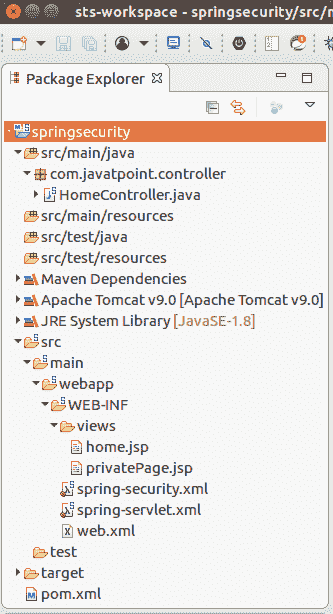 sts-workspace - springsecurity/src/m
Package Explorer
springsecurity
src/main/java
com.javatpoint.controller
HomeController.java
src/main/resources
src/test/java
src/test/resources
Maven Dependencies
Apache Tomcat v9.0 [Apache Tomcat v9.0]
JRE System Library [JavaSE-1.8]
src
main
webapp
WEB-INF
views
home.jsp
privatePage.jsp
spring-security.xml
spring-servlet.xml
web.xml
test
target
pom.xml